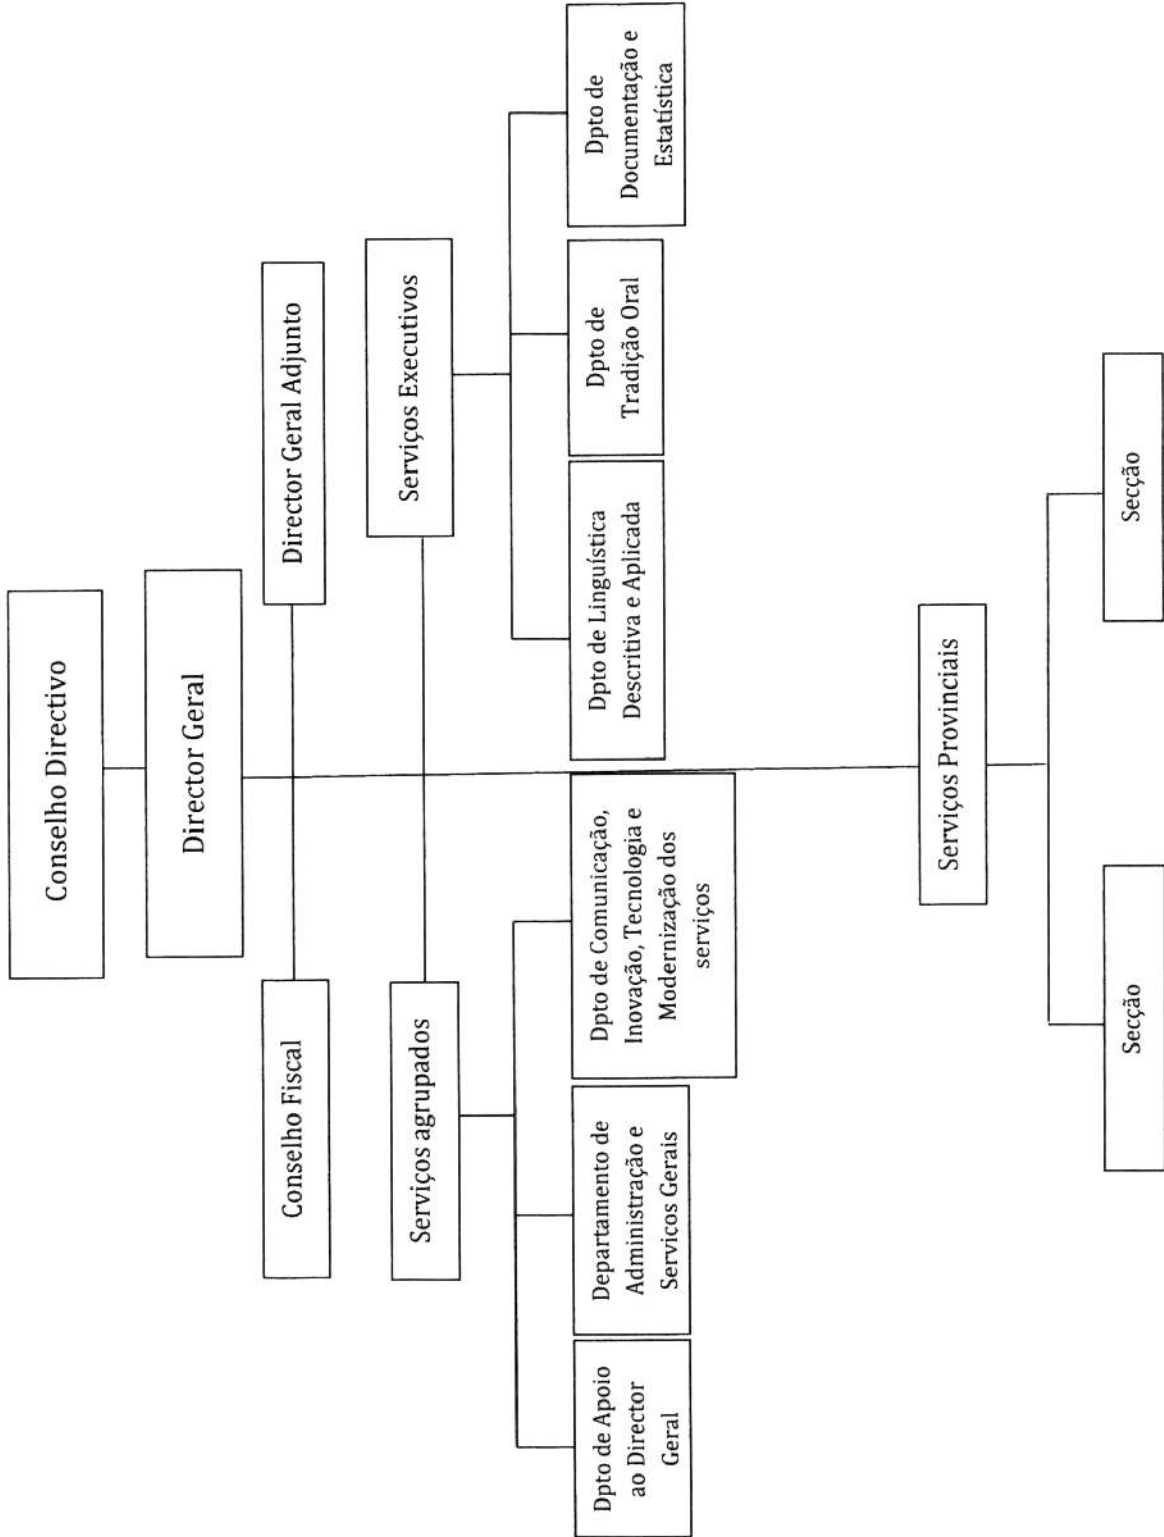 Conselho Directivo
Director Geral
Conselho Fiscal
Director Geral Adjunto
Serviços agrupados
Serviços Executivos
Dpto de Apoio
ao Director
Geral
Departamento de
Administração e
Servicos Gerais
Dpto de Comunicação,
Inovação, Tecnologia e
Modernização dos
serviços
Dpto de Linguística
Descritiva e Aplicada
Dpto de
Tradição Oral
Dpto de
Documentação e
Estatística
Serviços Provinciais
Secção
Secção